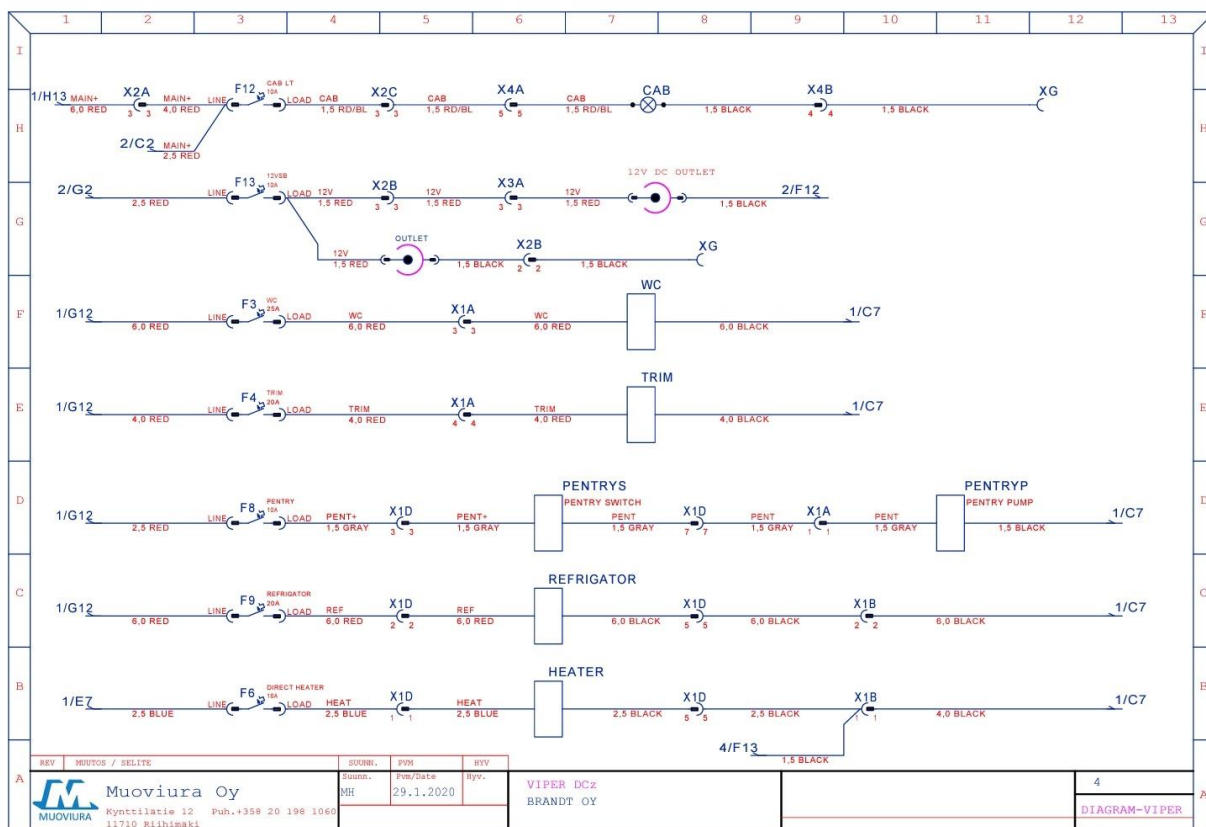 1 2 3 4 5 6 7 8 9 10 11 12 13
I I
1/H13 MAIN+ X2A MAIN+ F12 CAB LT CAB X2C CAB X4A CAB CAB X4B XG
6,0 RED 3 3 4,0 RED LINE 10A LOAD 1,5 RD/BL 3 3 1,5 RD/BL 5 5 1,5 RD/BL 1,5 BLACK 4 4 1,5 BLACK
H H
2/C2 MAIN+
2,5 RED
2/G2 F13 12VSB 12V X2B 12V X3A 12V 12V DC OUTLET 2/F12
2,5 RED LINE 10A LOAD 1,5 RED 3 3 1,5 RED 3 3 1,5 RED 1,5 BLACK
G G
12V OUTLET X2B XG
1,5 RED 1,5 BLACK 2 2 1,5 BLACK
F F
1/G12 F3 WC WC X1A WC WC 1/C7
6,0 RED LINE 25A LOAD 6,0 RED 3 3 6,0 RED 6,0 BLACK
E E
1/G12 F4 TRIM TRIM X1A TRIM TRIM 1/C7
4,0 RED LINE 20A LOAD 4,0 RED 4 4 4,0 RED 4,0 BLACK
D D
PENTRYS PENTRYP
PENTRY SWITCH PENTRY PUMP
1/G12 F8 PENTRY PENT+ X1D PENT+ PENT X1D PENT X1A PENT 1/C7
2,5 RED LINE 10A LOAD 1,5 GRAY 3 3 1,5 GRAY 1,5 GRAY 7 7 1,5 GRAY 1 1 1,5 GRAY 1,5 BLACK
C C
REFRIGATOR
1/G12 F9 REFRIGATOR REF X1D REF X1D X1B 1/C7
6,0 RED LINE 20A LOAD 6,0 RED 2 2 6,0 RED 6,0 BLACK 5 5 6,0 BLACK 2 2 6,0 BLACK
B B
HEATER
1/E7 F6 DIRECT HEATER HEAT X1D HEAT X1D X1B 1/C7
2,5 BLUE LINE LOAD 2,5 BLUE 1 1 2,5 BLUE 2,5 BLACK 5 5 2,5 BLACK 1 1 4,0 BLACK
4/F13
1,5 BLACK
A A
REV MUUTOS / SELITE SUUNN. PVM HYV
Suunn. Pvm/Date Hyv.
MH 29.1.2020
MUOVIURA
Muoviura Oy
Kynttilätie 12 Puh.+358 20 198 1060
11710 Riihimäki
VIPER DCz
BRANDT OY
4
DIAGRAM-VIPER